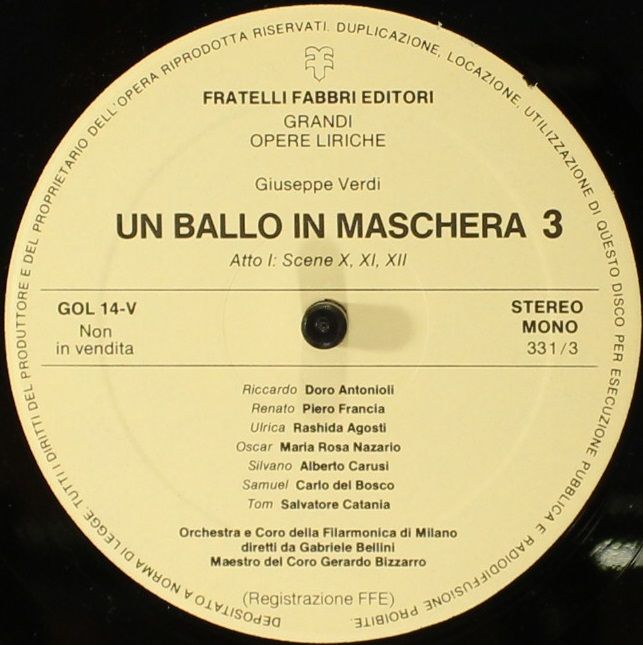 DEPOSITATO A NORMA DI LEGGE. TUTTI I DIRITTI DEL PRODUTTORE E DEL PROPRIETARIO DELL'OPERA RIPRODOTTA RISERVATI. DUPLICAZIONE, LOCAZIONE, UTILIZZAZIONE DI QUESTO DISCO PER ESECUZIONE PUBBLICA E RADIODIFFUSIONE PROIBITE.
FRATELLI FABBRI EDITORI
GRANDI
OPERE LIRICHE
Giuseppe Verdi
UN BALLO IN MASCHERA 3
Atto I: Scene X, XI, XII
GOL 14-V
Non
in vendita
STEREO
MONO
331/3
Riccardo Doro Antonioli
Renato Piero Francia
Ulrica Rashida Agosti
Oscar Maria Rosa Nazario
Silvano Alberto Carusi
Samuel Carlo del Bosco
Tom Salvatore Catania
Orchestra e Coro della Filarmonica di Milano
diretti da Gabriele Bellini
Maestro del Coro Gerardo Bizzarro
(Registrazione FFE)